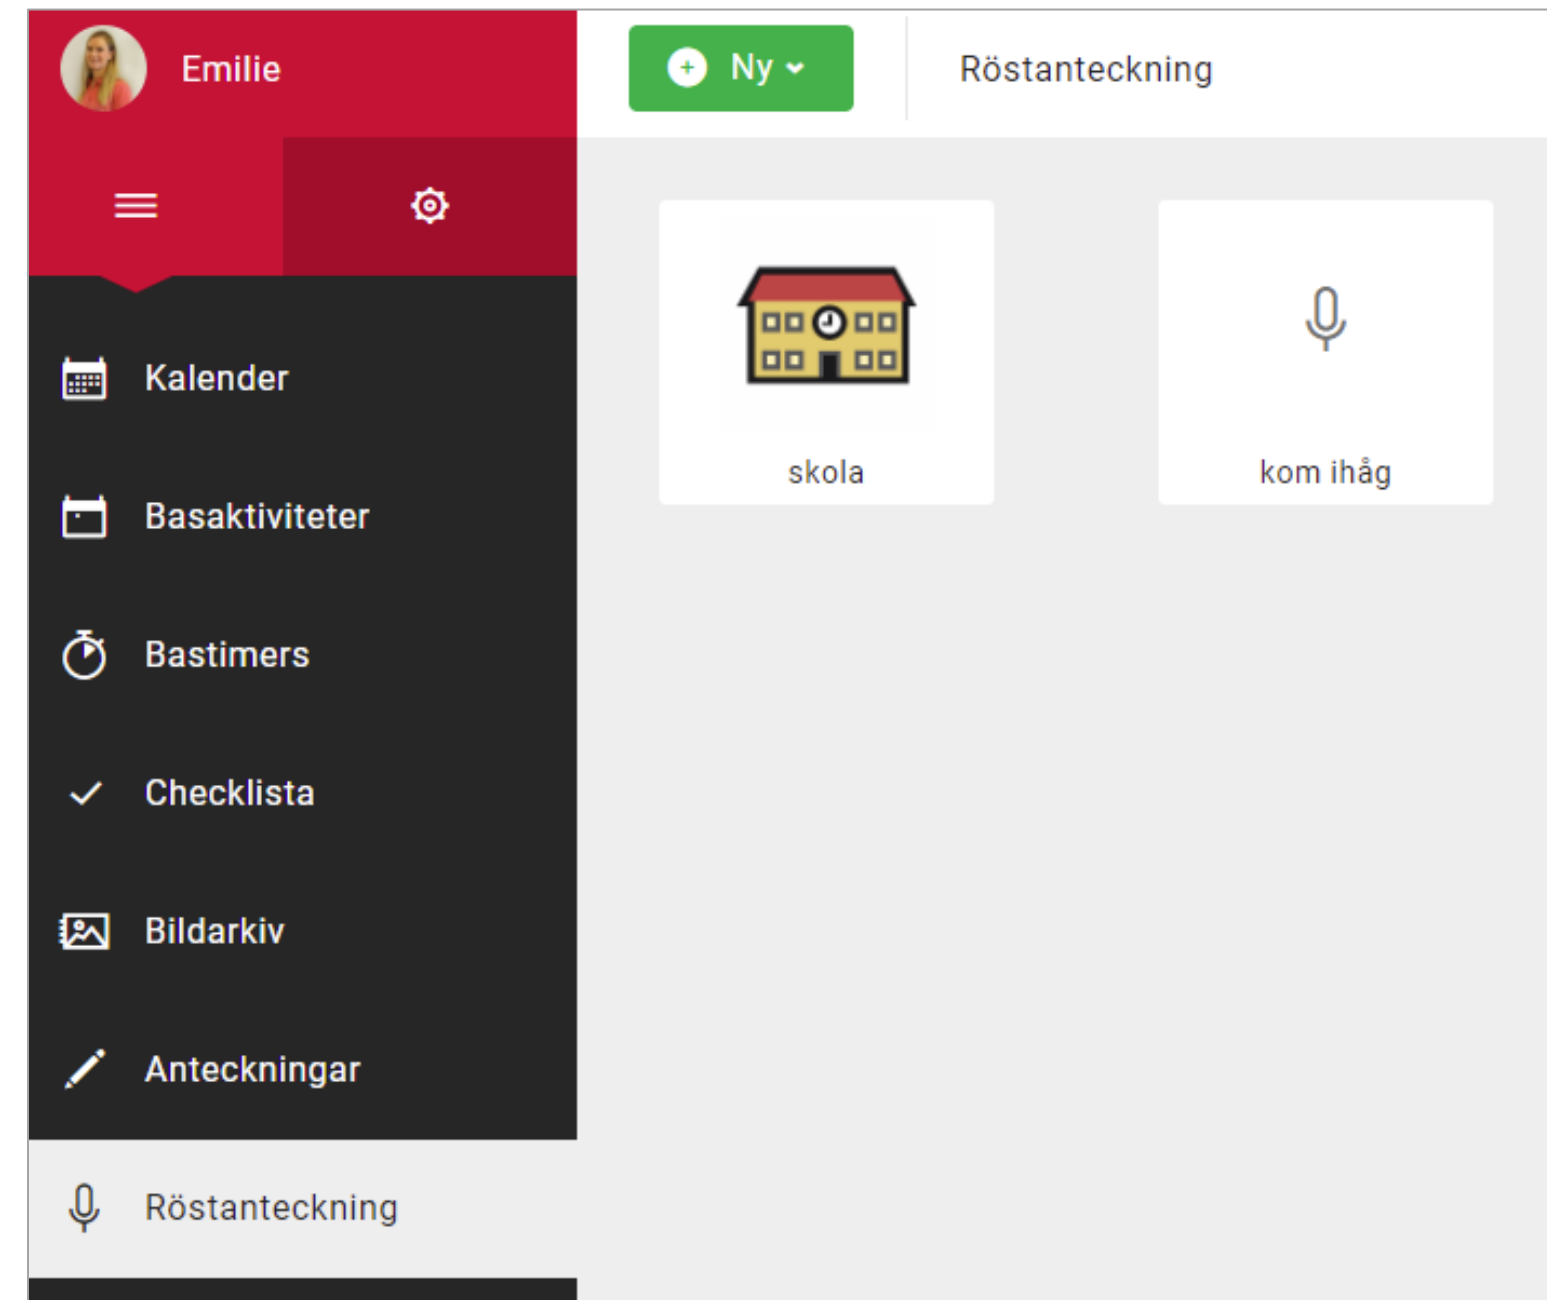 Emilie
Ny
Röstanteckning
Kalender
Basaktiviteter
Bastimers
Checklista
Bildarkiv
Anteckningar
Röstanteckning
skola
kom ihåg